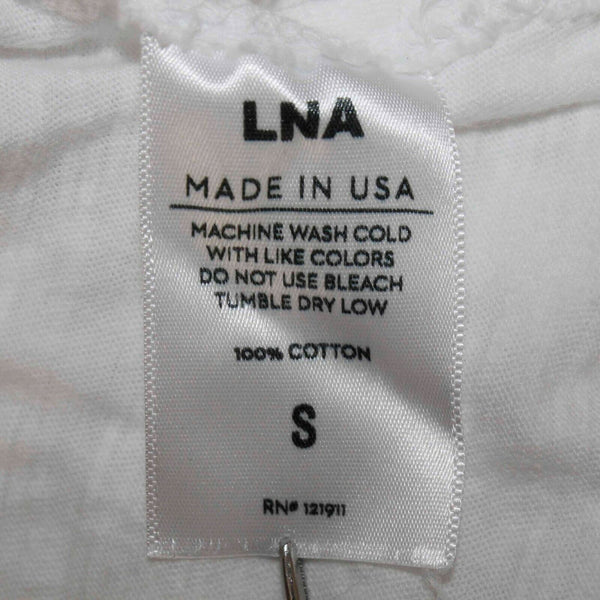 LNA
MADE IN USA
MACHINE WASH COLD
WITH LIKE COLORS
DO NOT USE BLEACH
TUMBLE DRY LOW
100% COTTON
S
RN# 121911